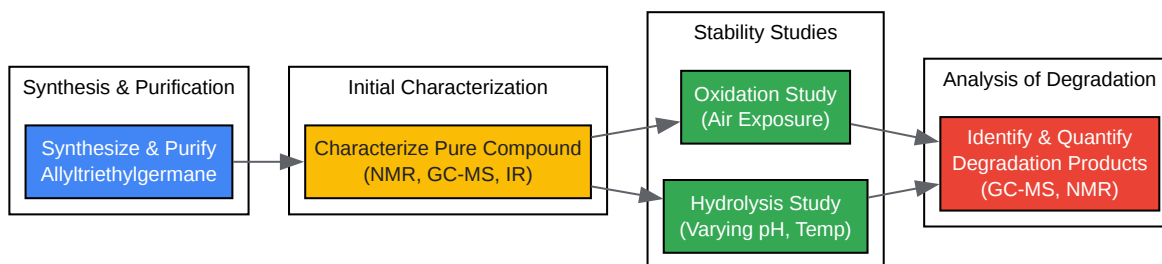 Synthesis & Purification
Synthesize & Purify
Allyltriethylgermane
Initial Characterization
Characterize Pure Compound
(NMR, GC-MS, IR)
Stability Studies
Oxidation Study
(Air Exposure)
Hydrolysis Study
(Varying pH, Temp)
Analysis of Degradation
Identify & Quantify
Degradation Products
(GC-MS, NMR)